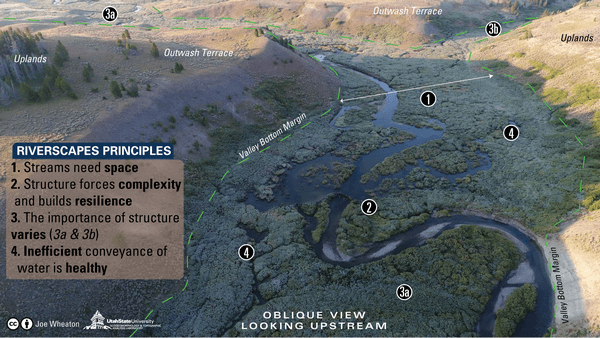 3a
Outwash Terrace
3b
Uplands
Outwash Terrace
Uplands
1
4
Valley Bottom Margin
RIVERSCAPES PRINCIPLES
1. Streams need space
2. Structure forces complexity
and builds resilience
3. The importance of structure
varies (3a & 3b)
4. Inefficient conveyance of
water is healthy
2
4
3a
Valley Bottom Margin
cc
Joe Wheaton
UtahStateUniversity
OBLIQUE VIEW
LOOKING UPSTREAM